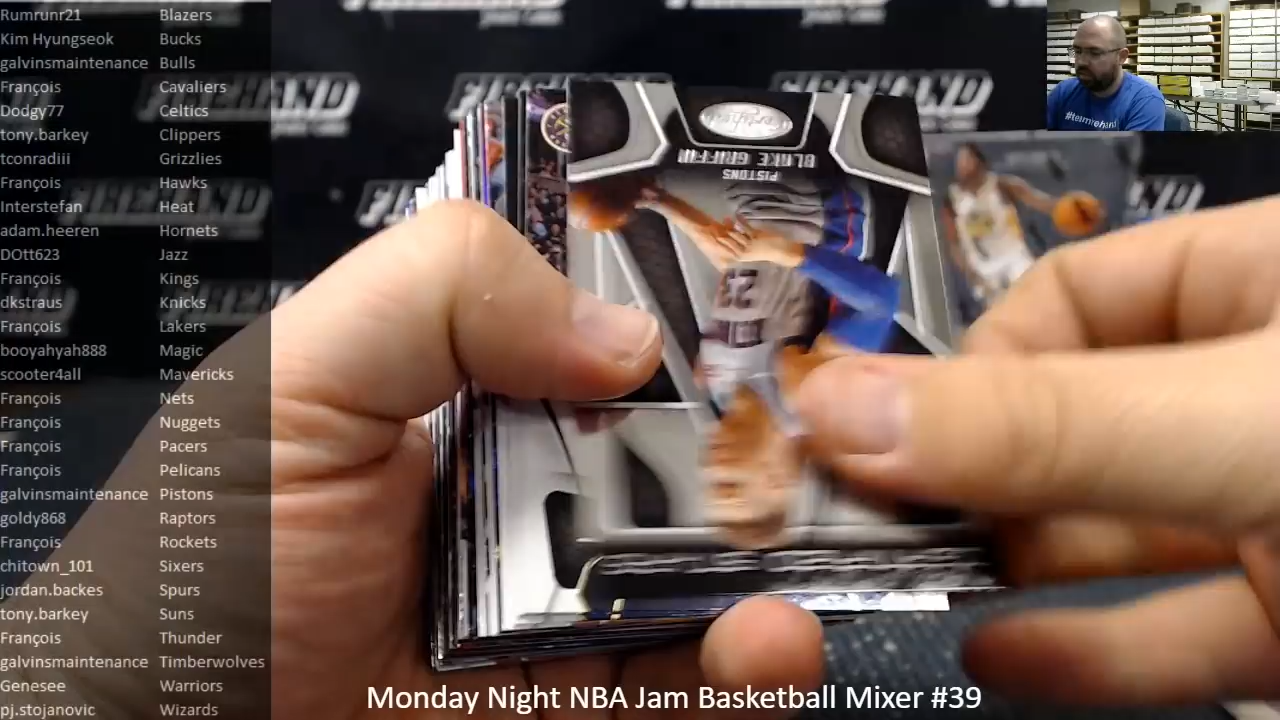 Rumrunr21 Blazers
Kim Hyungseok Bucks
galvinsmaintenance Bulls
François Cavaliers
Dodgy77 Celtics
tony.barkey Clippers
tconradiii Grizzlies
François Hawks
Interstefan Heat
adam.heeren Hornets
DOtt623 Jazz
François Kings
dkstraus Knicks
François Lakers
booyahyah888 Magic
scooter4all Mavericks
François Nets
François Nuggets
François Pacers
François Pelicans
galvinsmaintenance Pistons
goldy868 Raptors
François Rockets
chitown_101 Sixers
jordan.backes Spurs
tony.barkey Suns
François Thunder
galvinsmaintenance Timberwolves
Genesee Warriors
pj.stojanovic Wizards
FIREHAND
#teamfirehand
Certified
BLAKE GRIFFIN
PISTONS
23
Monday Night NBA Jam Basketball Mixer #39